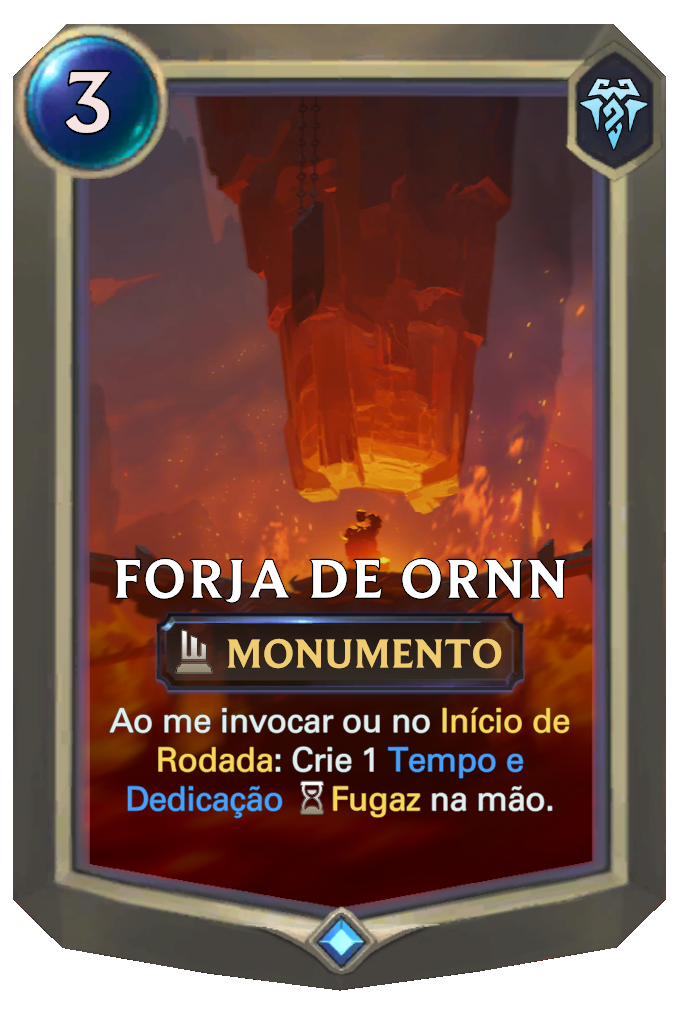 3
FORJA DE ORNN
MONUMENTO
Ao me invocar ou no Início de
Rodada: Crie 1 Tempo e
Dedicação Fugaz na mão.